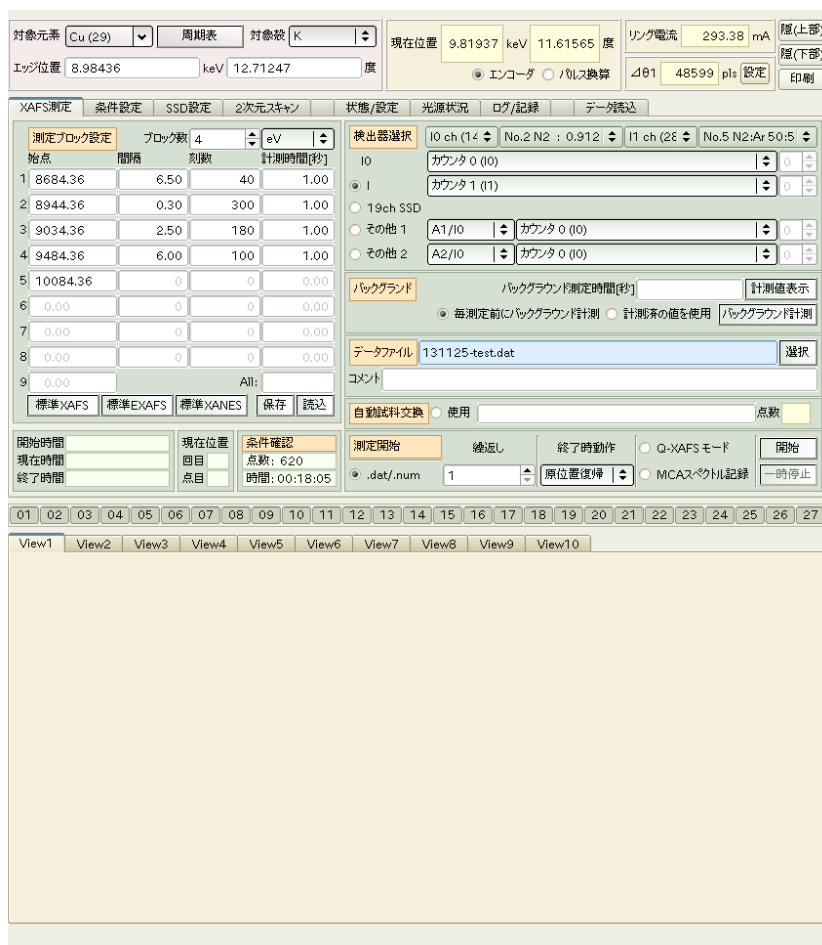 対象元素 Cu (29) 周期表 対象殻 K
エッジ位置 8.98436 keV 12.71247 度
現在位置 9.81937 keV 11.61565 度
エンコーダ パルス換算
リング電流 293.38 mA
⊿θ1 48599 pls 設定
隠(上部)
隠(下部)
印刷
XAFS測定 条件設定 SSD設定 2次元スキャン 状態/設定 光源状況 ログ/記録 データ読込
測定ブロック設定 ブロック数 4 eV
始点 間隔 刻数 計測時間[秒]
1 8684.36 6.50 40 1.00
2 8944.36 0.30 300 1.00
3 9034.36 2.50 180 1.00
4 9484.36 6.00 100 1.00
5 10084.36 0 0 0.00
6 0.00 0 0 0.00
7 0.00 0 0 0.00
8 0.00 0 0 0.00
9 0.00 All:
標準XAFS 標準EXAFS 標準XANES 保存 読込
検出器選択 I0 ch (14 No.2 N2 : 0.912 I1 ch (28 No.5 N2:Ar 50:5
I0 カウンタ 0 (I0) 0
I カウンタ 1 (I1) 0
19ch SSD
その他 1 A1/I0 カウンタ 0 (I0) 0
その他 2 A2/I0 カウンタ 0 (I0) 0
バックグランド バックグラウンド測定時間[秒] 計測値表示
毎測定前にバックグラウンド計測 計測済の値を使用 バックグラウンド計測
データファイル 131125-test.dat 選択
コメント
自動試料交換 使用 点数
開始時間 現在位置 条件確認
現在時間 回目 点数: 620
終了時間 点目 時間: 00:18:05
測定開始 繰返し 終了時動作 Q-XAFS モード 開始
.dat/.num 1 原位置復帰 MCAスペクトル記録 一時停止
01 02 03 04 05 06 07 08 09 10 11 12 13 14 15 16 17 18 19 20 21 22 23 24 25 26 27
View1 View2 View3 View4 View5 View6 View7 View8 View9 View10